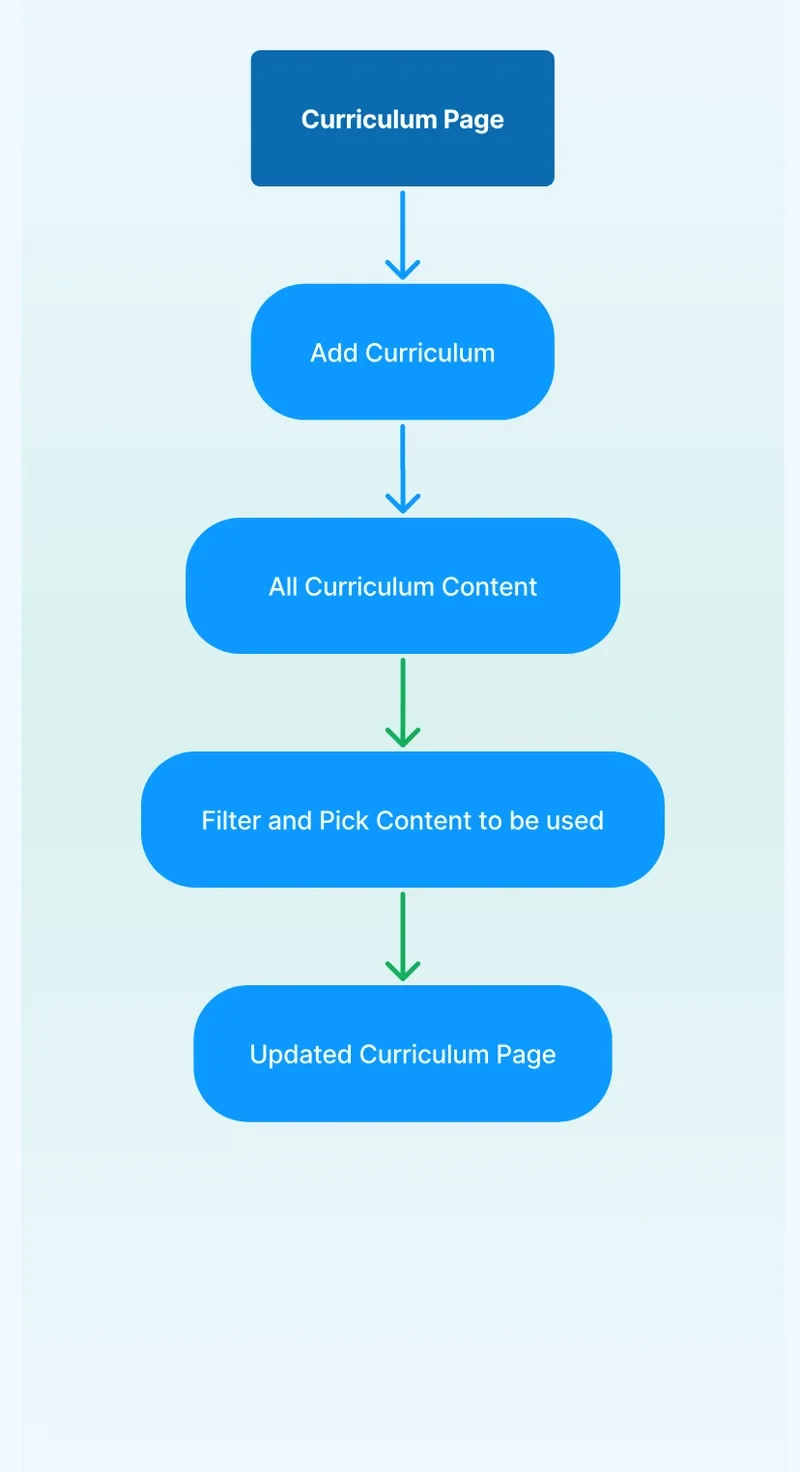 Curriculum Page
Add Curriculum
All Curriculum Content
Filter and Pick Content to be used
Updated Curriculum Page